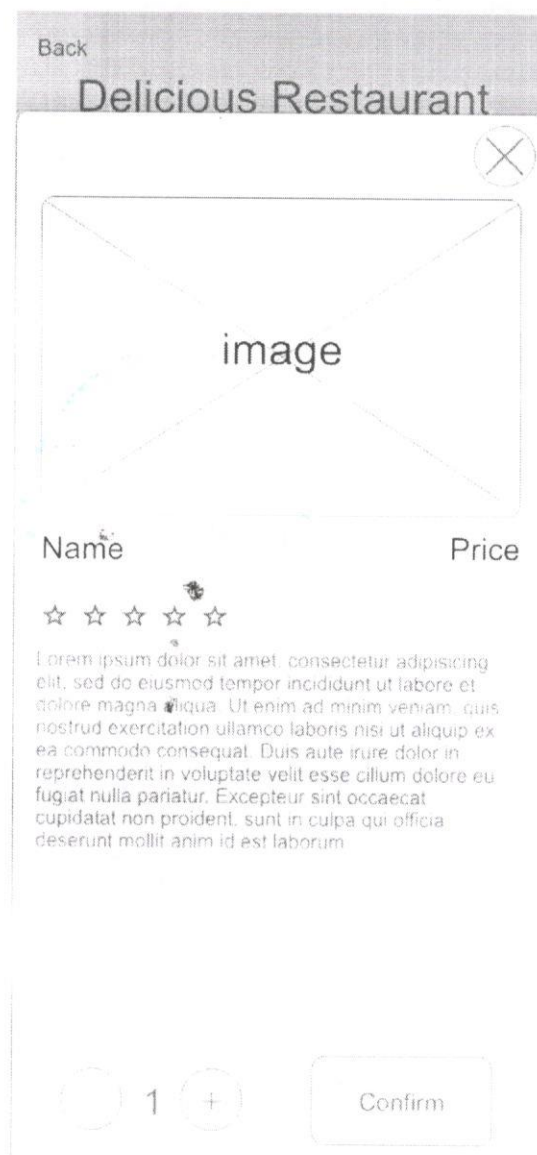 Back
Delicious Restaurant
image
Name Price
Lorem ipsum dolor sit amet, consectetur adipisicing
elit, sed do eiusmod tempor incididunt ut labore et
dolore magna aliqua. Ut enim ad minim veniam, quis
nostrud exercitation ullamco laboris nisi ut aliquip ex
ea commodo consequat. Duis aute irure dolor in
reprehenderit in voluptate velit esse cillum dolore eu
fugiat nulla pariatur. Excepteur sint occaecat
cupidatat non proident, sunt in culpa qui officia
deserunt mollit anim id est laborum
1 + Confirm